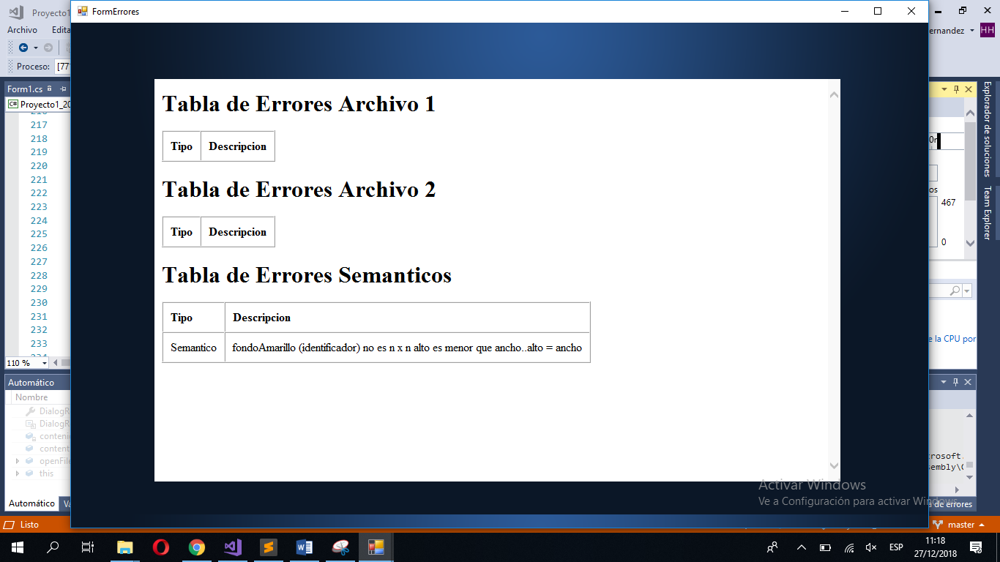 Proyecto1
FormErrores
Archivo Edita
ernandez HH
Proceso: [77
Form1.cs
Proyecto1_20
217
218
219
220
221
222
223
224
225
226
227
228
229
230
231
232
233
234
110 %
Tabla de Errores Archivo 1
Tipo Descripcion
Tabla de Errores Archivo 2
Tipo Descripcion
Tabla de Errores Semanticos
Tipo Descripcion
Semantico fondoAmarillo (identificador) no es n x n alto es menor que ancho..alto = ancho
Explorador de soluciones
Team Explorer
os
467
0
e la CPU por
Automático
Nombre
DialogR
DialogR
conteni
content
openFile
this
Automático Va
crosoft.
sembly\G
Activar Windows
Ve a Configuración para activar Windows.
a de errores
Listo
master
ESP
11:18
27/12/2018